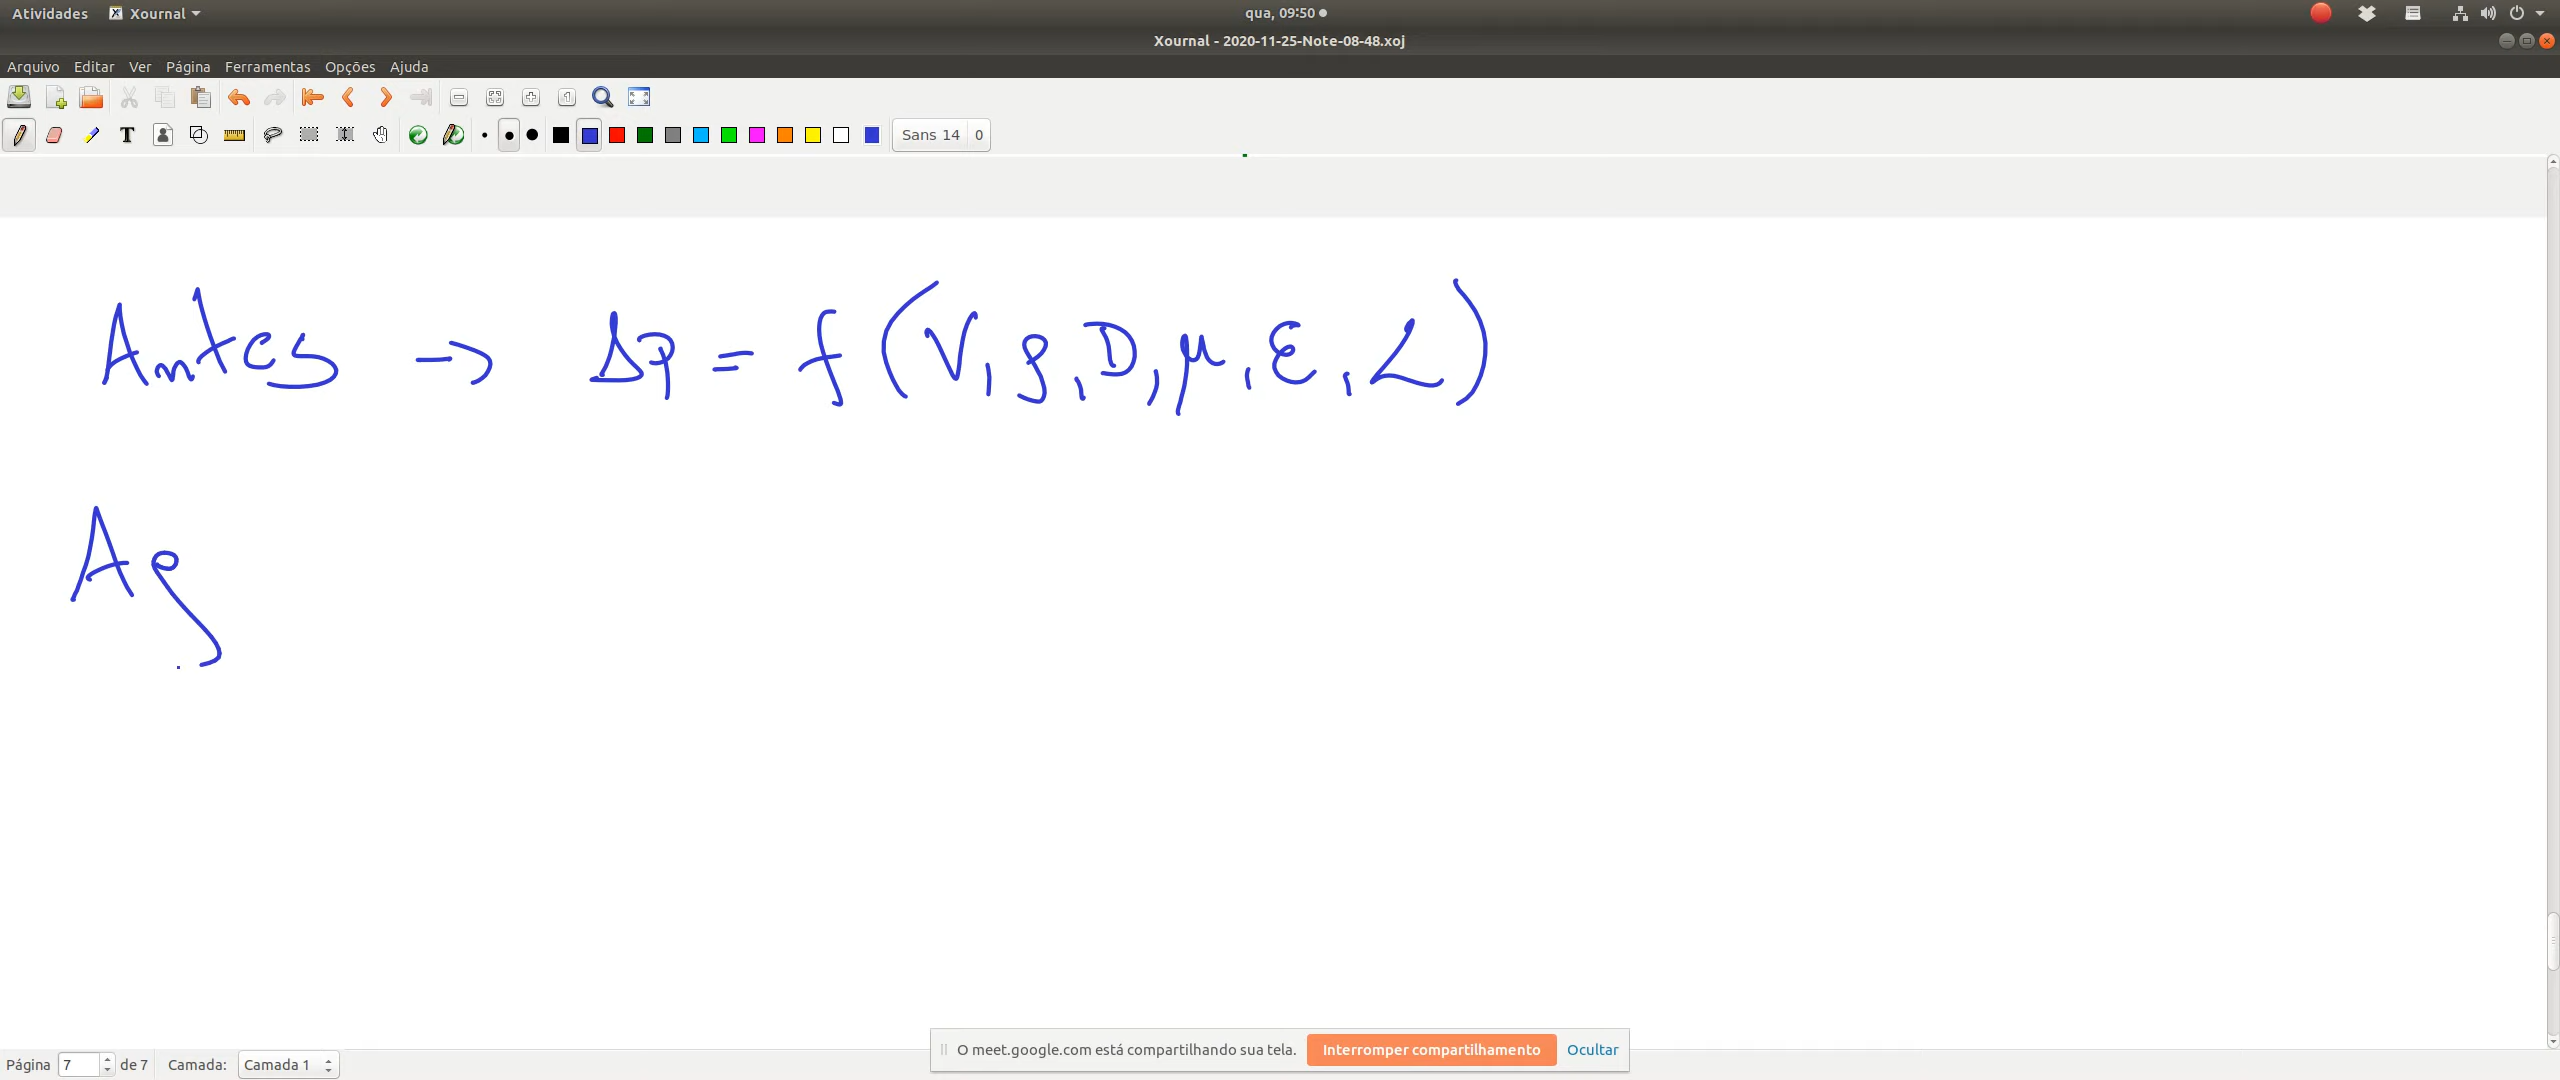 Atividades Xournal qua, 09:50
Xournal - 2020-11-25-Note-08-48.xoj
Arquivo Editar Ver Página Ferramentas Opções Ajuda
T Sans 14 0
Antes -> Δp = f (V, ρ, D, μ, ε, L)
Ag
O meet.google.com está compartilhando sua tela. Interromper compartilhamento Ocultar
Página 7 de 7 Camada: Camada 1